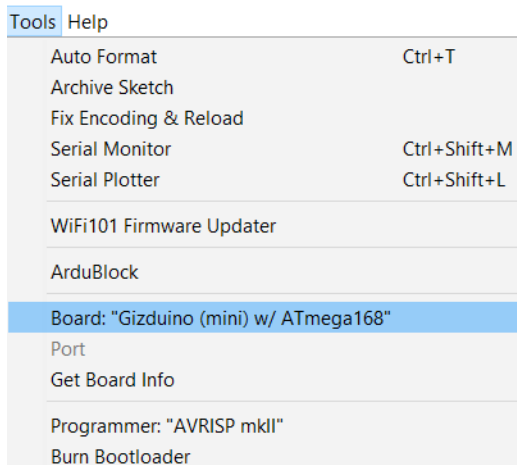 Tools Help
Auto Format Ctrl+T
Archive Sketch
Fix Encoding & Reload
Serial Monitor Ctrl+Shift+M
Serial Plotter Ctrl+Shift+L
WiFi101 Firmware Updater
ArduBlock
Board: "Gizduino (mini) w/ ATmega168"
Port
Get Board Info
Programmer: "AVRISP mkII"
Burn Bootloader